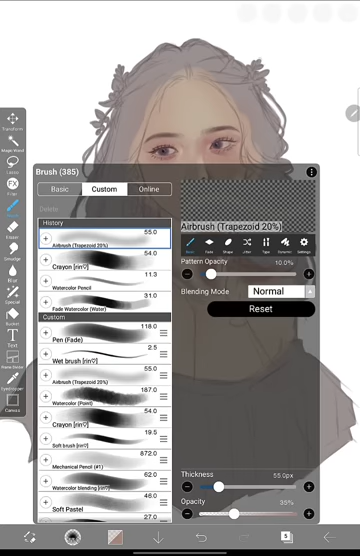 Transform
Magic Wand
Lasso
FX
Filter
Brush
Eraser
Smudge
Blur
Special
Bucket
T
Text
Frame Divider
Eyedropper
Canvas
Brush (385)
Basic
Custom
Online
Delete
History
55.0
Airbrush (Trapezoid 20%)
54.0
Crayon [rin♡]
11.3
Watercolor Pencil
31.0
Fade Watercolor (Water)
Custom
118.0
Pen (Fade)
2.5
Wet brush [rin♡]
55.0
Airbrush (Trapezoid 20%)
187.0
Watercolor (Point)
54.0
Crayon [rin♡]
19.5
Soft brush [rin♡]
872.0
Mechanical Pencil (#1)
62.0
Watercolor blending [rin♡]
46.0
Soft Pastel
27.0
Airbrush (Trapezoid 20%)
Basic
Fade
Shape
Jitter
Type
Settings
Pattern Opacity
10.0%
Blending Mode
Normal
Reset
Thickness
55.0px
Opacity
35%
5